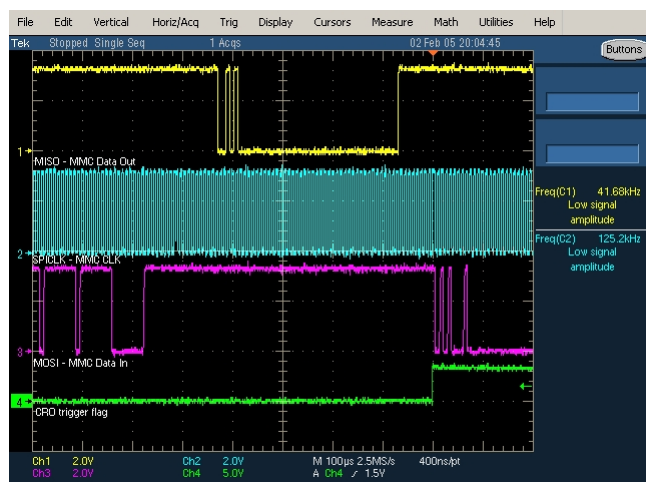 File Edit Vertical Horiz/Acq Trig Display Cursors Measure Math Utilities Help
Tek Stopped Single Seq 1 Acqs 02 Feb 05 20:04:45
Buttons
1
MISO - MMC Data Out
Freq(C1) 41.68kHz
Low signal
amplitude
Freq(C2) 125.2kHz
Low signal
amplitude
2
SPICLK - MMC CLK
3
MOSI - MMC Data In
4
CRO trigger flag
Ch1 2.0V Ch2 2.0V M 100µs 2.5MS/s 400ns/pt
Ch3 2.0V Ch4 5.0V A Ch4 / 1.5V